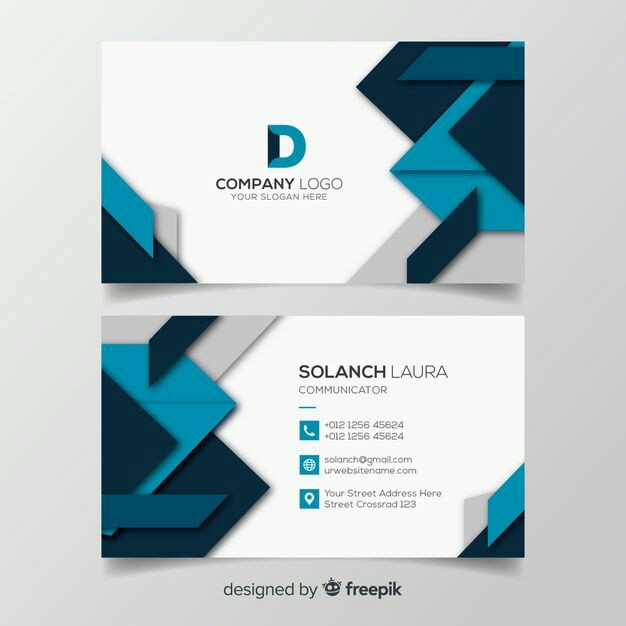 D
COMPANY LOGO
YOUR SLOGAN HERE
SOLANCH LAURA
COMMUNICATOR
+012 1256 45624
+012 1256 45624
solanch@gmail.com
urwebsitename.com
Your Street Address Here
Street Crossrad 123
designed by freepik